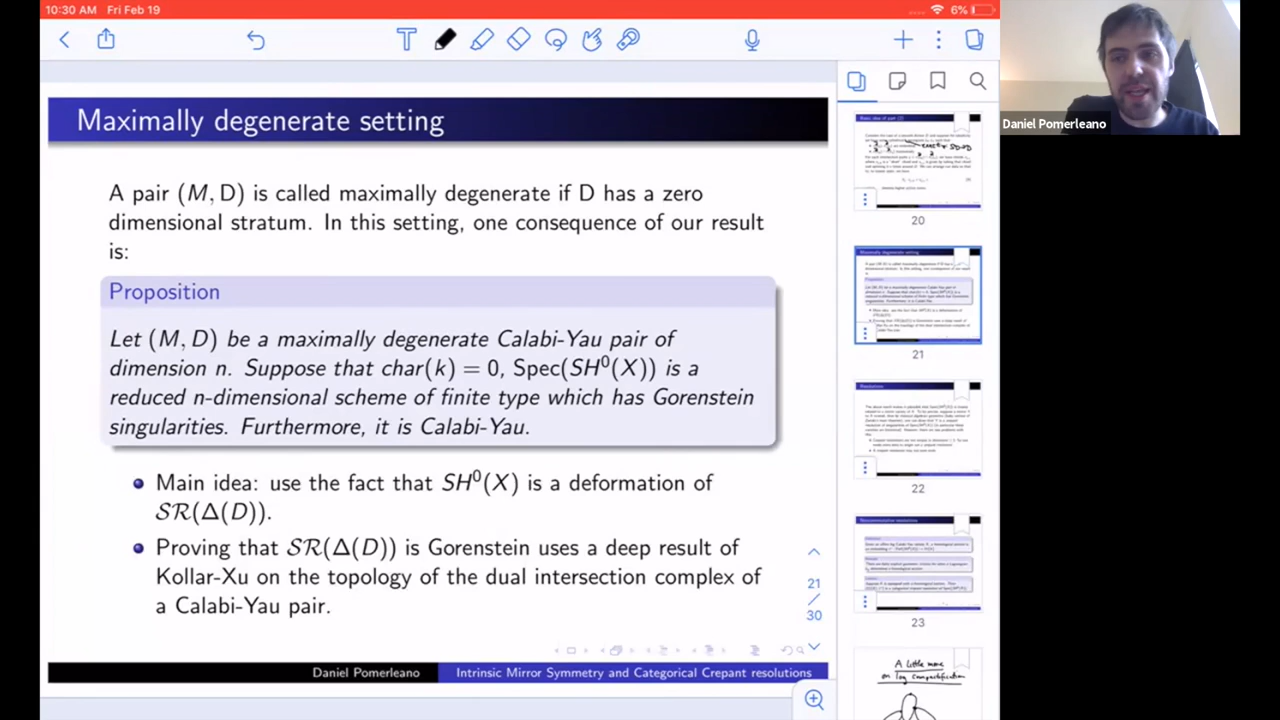 10:30 AM Fri Feb 19
6%
Maximally degenerate setting
A pair (M, D) is called maximally degenerate if D has a zero
dimensional stratum. In this setting, one consequence of our result
is:
Proposition
Let (M, D) be a maximally degenerate Calabi-Yau pair of
dimension n. Suppose that char(k) = 0, Spec(SH⁰(X)) is a
reduced n-dimensional scheme of finite type which has Gorenstein
singularities. Furthermore, it is Calabi-Yau.
Main idea: use the fact that SH⁰(X) is a deformation of
SR(Δ(D)).
Proving that SR(Δ(D)) is Gorenstein uses a deep result of
Kollar-Xu on the topology of the dual intersection complex of
a Calabi-Yau pair.
21
/
30
Daniel Pomerleano
Intrinsic Mirror Symmetry and Categorical Crepant resolutions
20
Maximally degenerate setting
21
Resolutions
22
23
A little more
on log compactification
Daniel Pomerleano